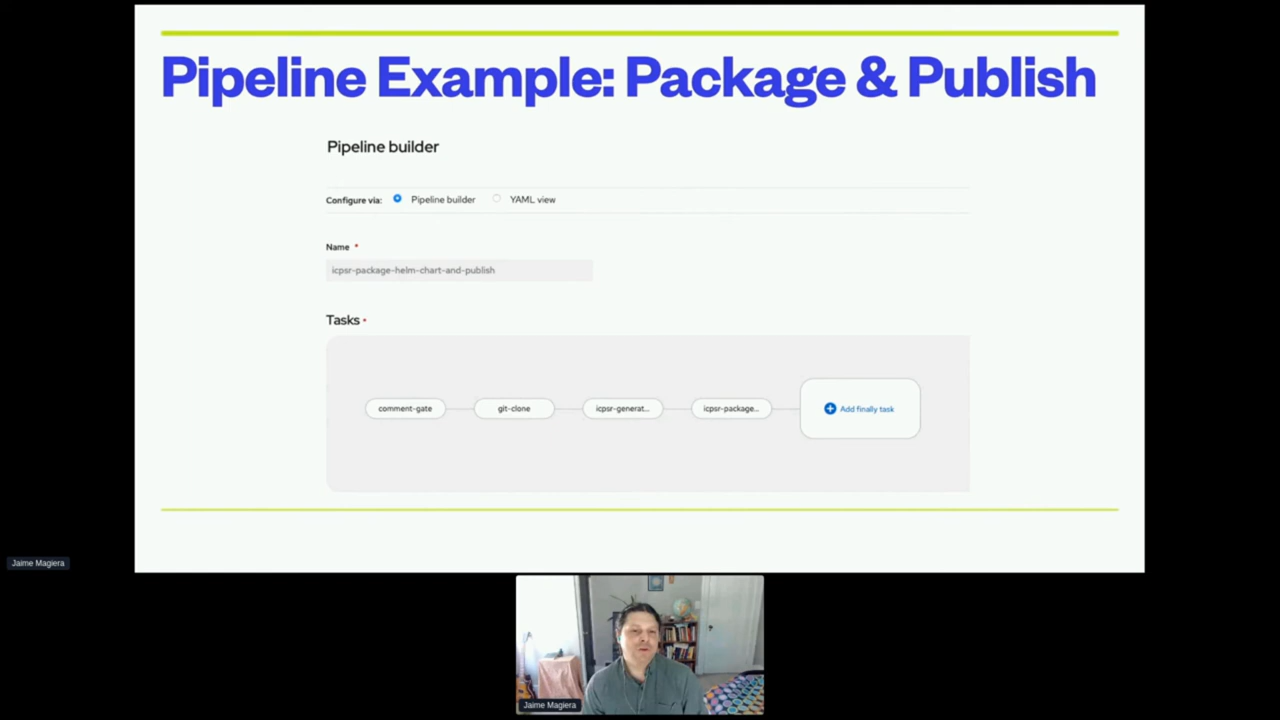 Pipeline Example: Package & Publish
Pipeline builder
Configure via: Pipeline builder YAML view
Name *
icpsr-package-helm-chart-and-publish
Tasks *
comment-gate git-clone icpsr-generat... icpsr-package... Add finally task
Jaime Magiera
Jaime Magiera